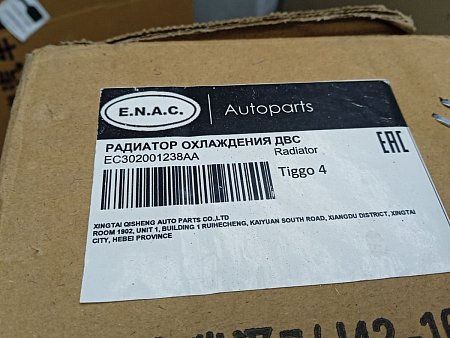 E.N.A.C. | Autoparts
РАДИАТОР ОХЛАЖДЕНИЯ ДВС
EC302001238AA Radiator
EAC
Tiggo 4
XINGTAI QISHENG AUTO PARTS CO.,LTD
ROOM 1902, UNIT 1, BUILDING 1 RUIHECHENG, KAIYUAN SOUTH ROAD, XIANGDU DISTRICT, XINGTAI
CITY, HEBEI PROVINCE